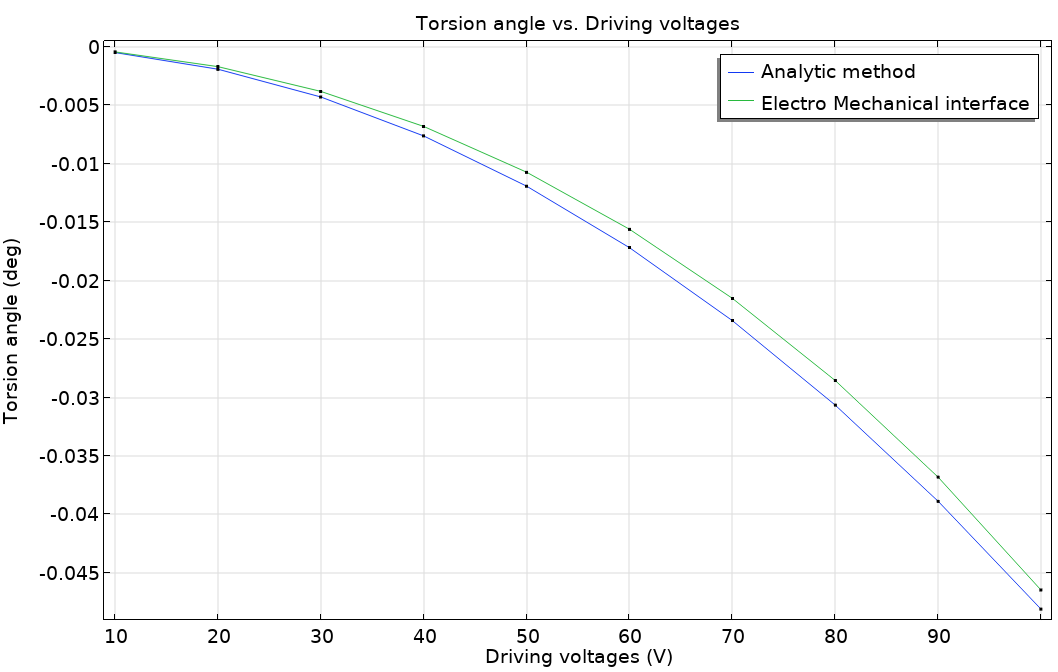 Torsion angle vs. Driving voltages
Analytic method
Electro Mechanical interface
Torsion angle (deg)
0
-0.005
-0.01
-0.015
-0.02
-0.025
-0.03
-0.035
-0.04
-0.045
10 20 30 40 50 60 70 80 90
Driving voltages (V)